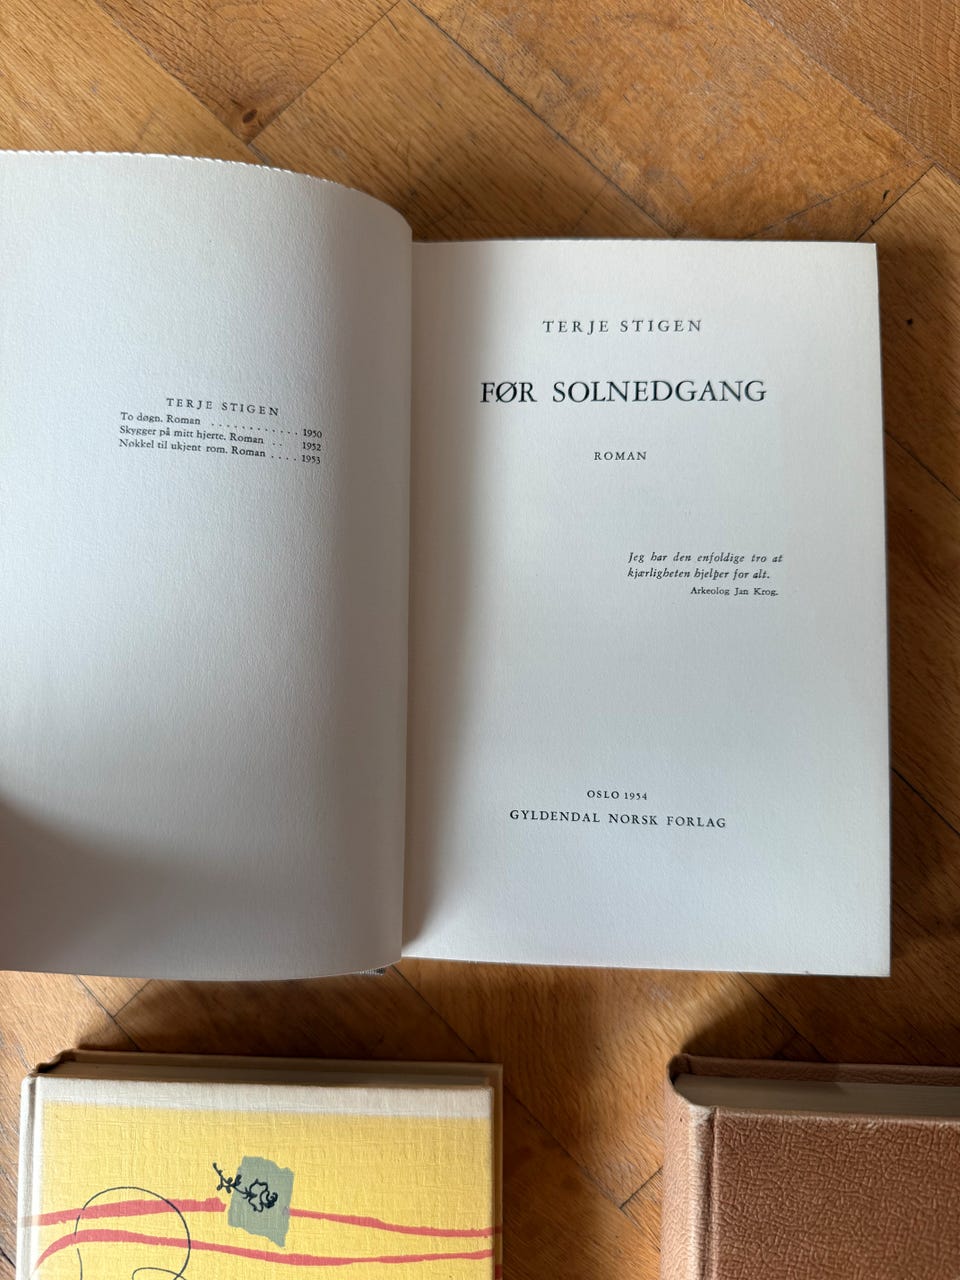 TERJE STIGEN
To døgn. Roman . . . . . . . . . . . . 1950
Skygger på mitt hjerte. Roman . . 1952
Nøkkel til ukjent rom. Roman . . . . 1953
TERJE STIGEN
FØR SOLNEDGANG
ROMAN
Jeg har den enfoldige tro at
kjærligheten hjelper for alt.
Arkeolog Jan Krog.
OSLO 1954
GYLDENDAL NORSK FORLAG